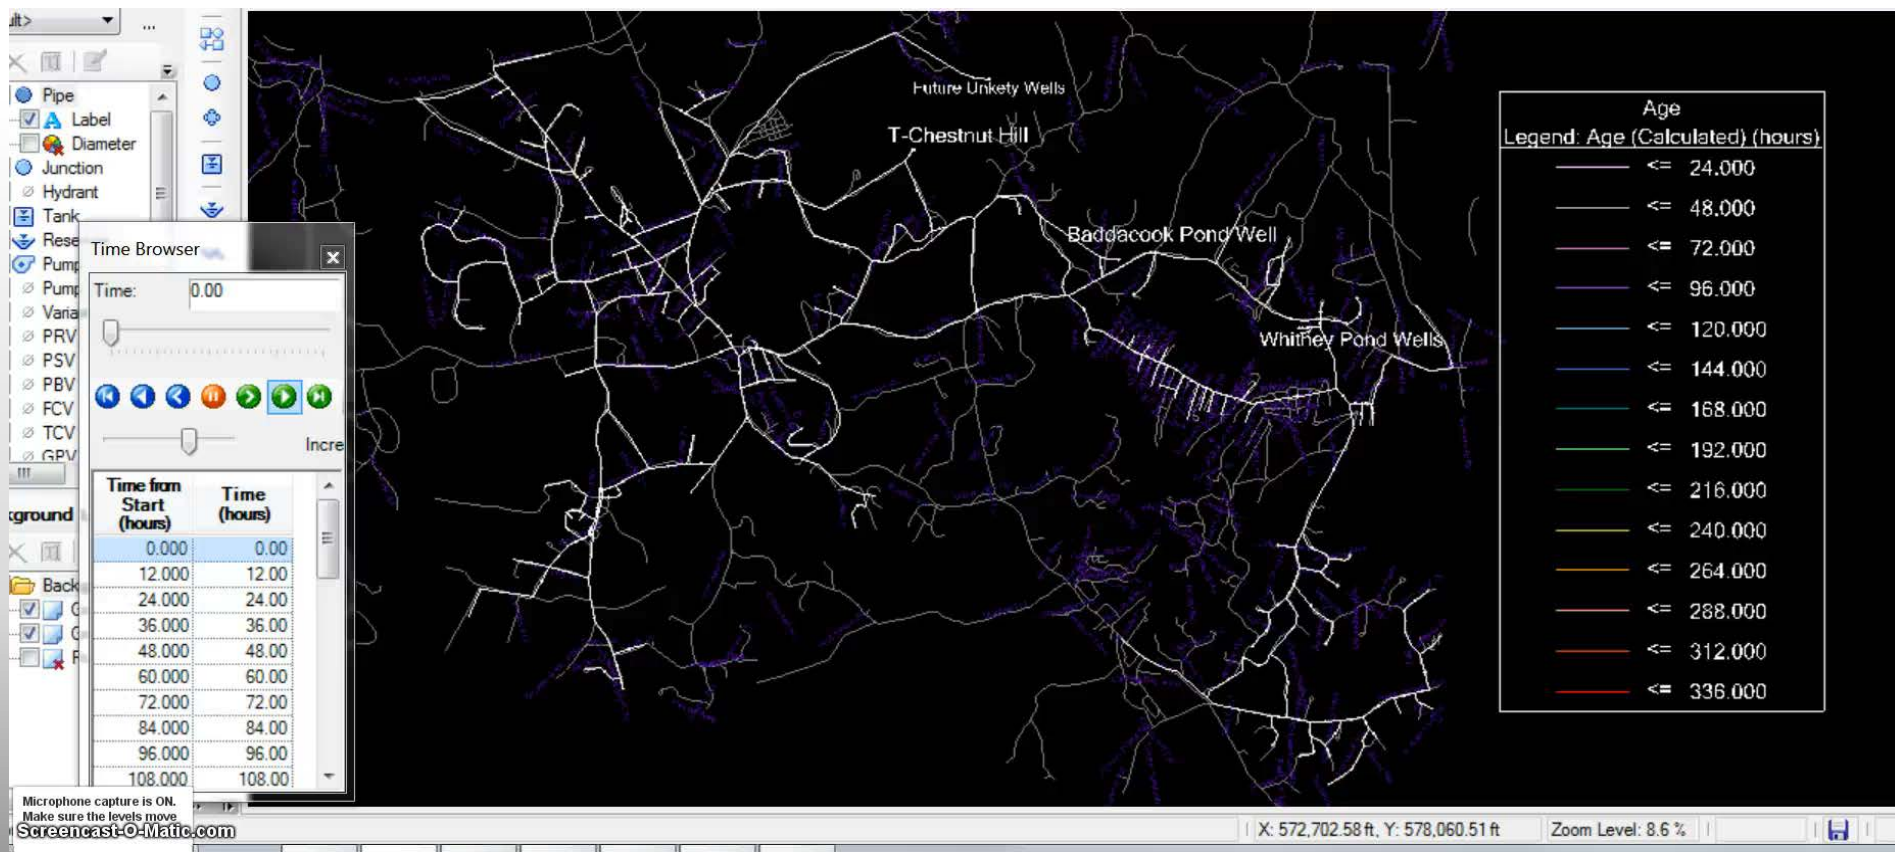 ult>
...
Pipe
Label
Diameter
Junction
Hydrant
Tank
Rese
Pump
Pump
Varia
PRV
PSV
PBV
FCV
TCV
GPV
kground
Back
G
G
Time Browser
Time: 0.00
Incre
Time from Start (hours) Time (hours)
0.000 0.00
12.000 12.00
24.000 24.00
36.000 36.00
48.000 48.00
60.000 60.00
72.000 72.00
84.000 84.00
96.000 96.00
108.000 108.00
Microphone capture is ON.
Make sure the levels move
Screencast-O-Matic.com
Future Unkety Wells
T-Chestnut Hill
Baddacook Pond Well
Whitney Pond Wells
Age
Legend: Age (Calculated) (hours)
<= 24.000
<= 48.000
<= 72.000
<= 96.000
<= 120.000
<= 144.000
<= 168.000
<= 192.000
<= 216.000
<= 240.000
<= 264.000
<= 288.000
<= 312.000
<= 336.000
X: 572,702.58 ft, Y: 578,060.51 ft
Zoom Level: 8.6 %